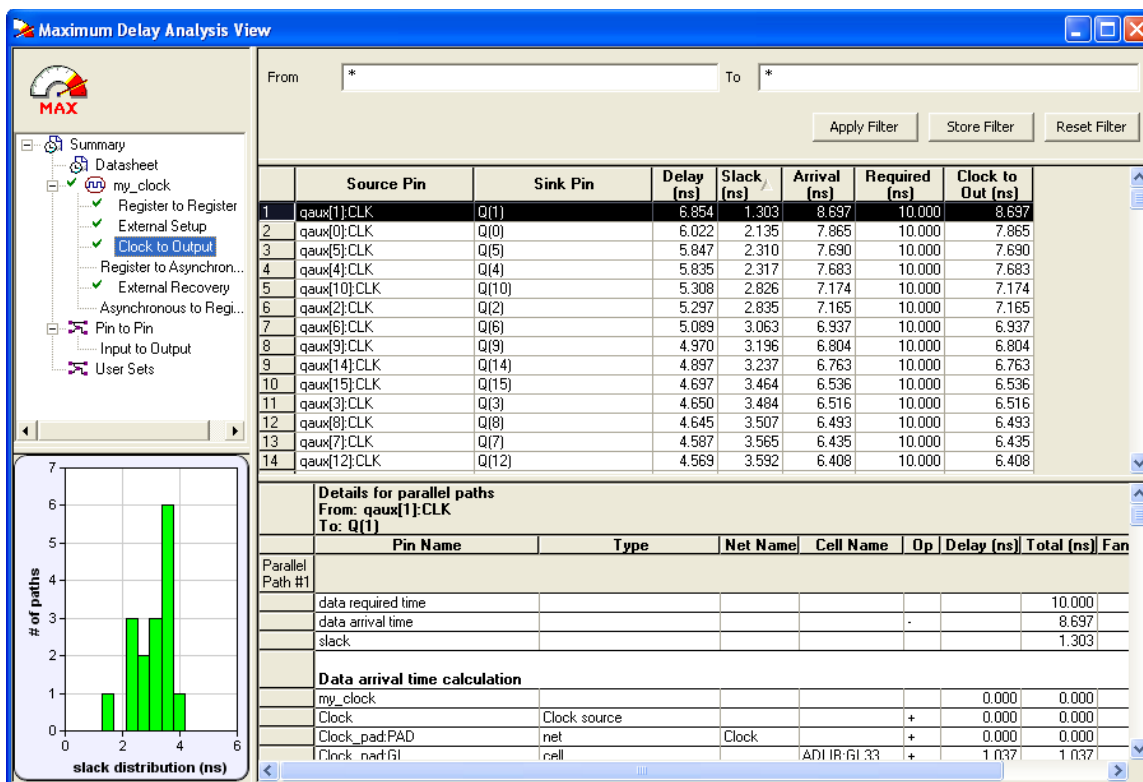 Maximum Delay Analysis View
MAX
From * To *
Apply Filter Store Filter Reset Filter
Summary
Datasheet
my_clock
Register to Register
External Setup
Clock to Output
Register to Asynchron...
External Recovery
Asynchronous to Regi...
Pin to Pin
Input to Output
User Sets
Source Pin Sink Pin Delay (ns) Slack (ns) Arrival (ns) Required (ns) Clock to Out (ns)
1 qaux[1]:CLK Q(1) 6.854 1.303 8.697 10.000 8.697
2 qaux[0]:CLK Q(0) 6.022 2.135 7.865 10.000 7.865
3 qaux[5]:CLK Q(5) 5.847 2.310 7.690 10.000 7.690
4 qaux[4]:CLK Q(4) 5.835 2.317 7.683 10.000 7.683
5 qaux[10]:CLK Q(10) 5.308 2.826 7.174 10.000 7.174
6 qaux[2]:CLK Q(2) 5.297 2.835 7.165 10.000 7.165
7 qaux[6]:CLK Q(6) 5.089 3.063 6.937 10.000 6.937
8 qaux[9]:CLK Q(9) 4.970 3.196 6.804 10.000 6.804
9 qaux[14]:CLK Q(14) 4.897 3.237 6.763 10.000 6.763
10 qaux[15]:CLK Q(15) 4.697 3.464 6.536 10.000 6.536
11 qaux[3]:CLK Q(3) 4.650 3.484 6.516 10.000 6.516
12 qaux[8]:CLK Q(8) 4.645 3.507 6.493 10.000 6.493
13 qaux[7]:CLK Q(7) 4.587 3.565 6.435 10.000 6.435
14 qaux[12]:CLK Q(12) 4.569 3.592 6.408 10.000 6.408
7
6
5
4
3
2
1
0
# of paths
0 2 4 6
slack distribution (ns)
Details for parallel paths
From: qaux[1]:CLK
To: Q(1)
Pin Name Type Net Name Cell Name Op Delay (ns) Total (ns) Fan
Parallel
Path #1
data required time 10.000
data arrival time - 8.697
slack 1.303
Data arrival time calculation
my_clock 0.000 0.000
Clock Clock source + 0.000 0.000
Clock_pad:PAD net Clock + 0.000 0.000
Clock_pad:GL cell ADLIB:GL33 + 1.037 1.037